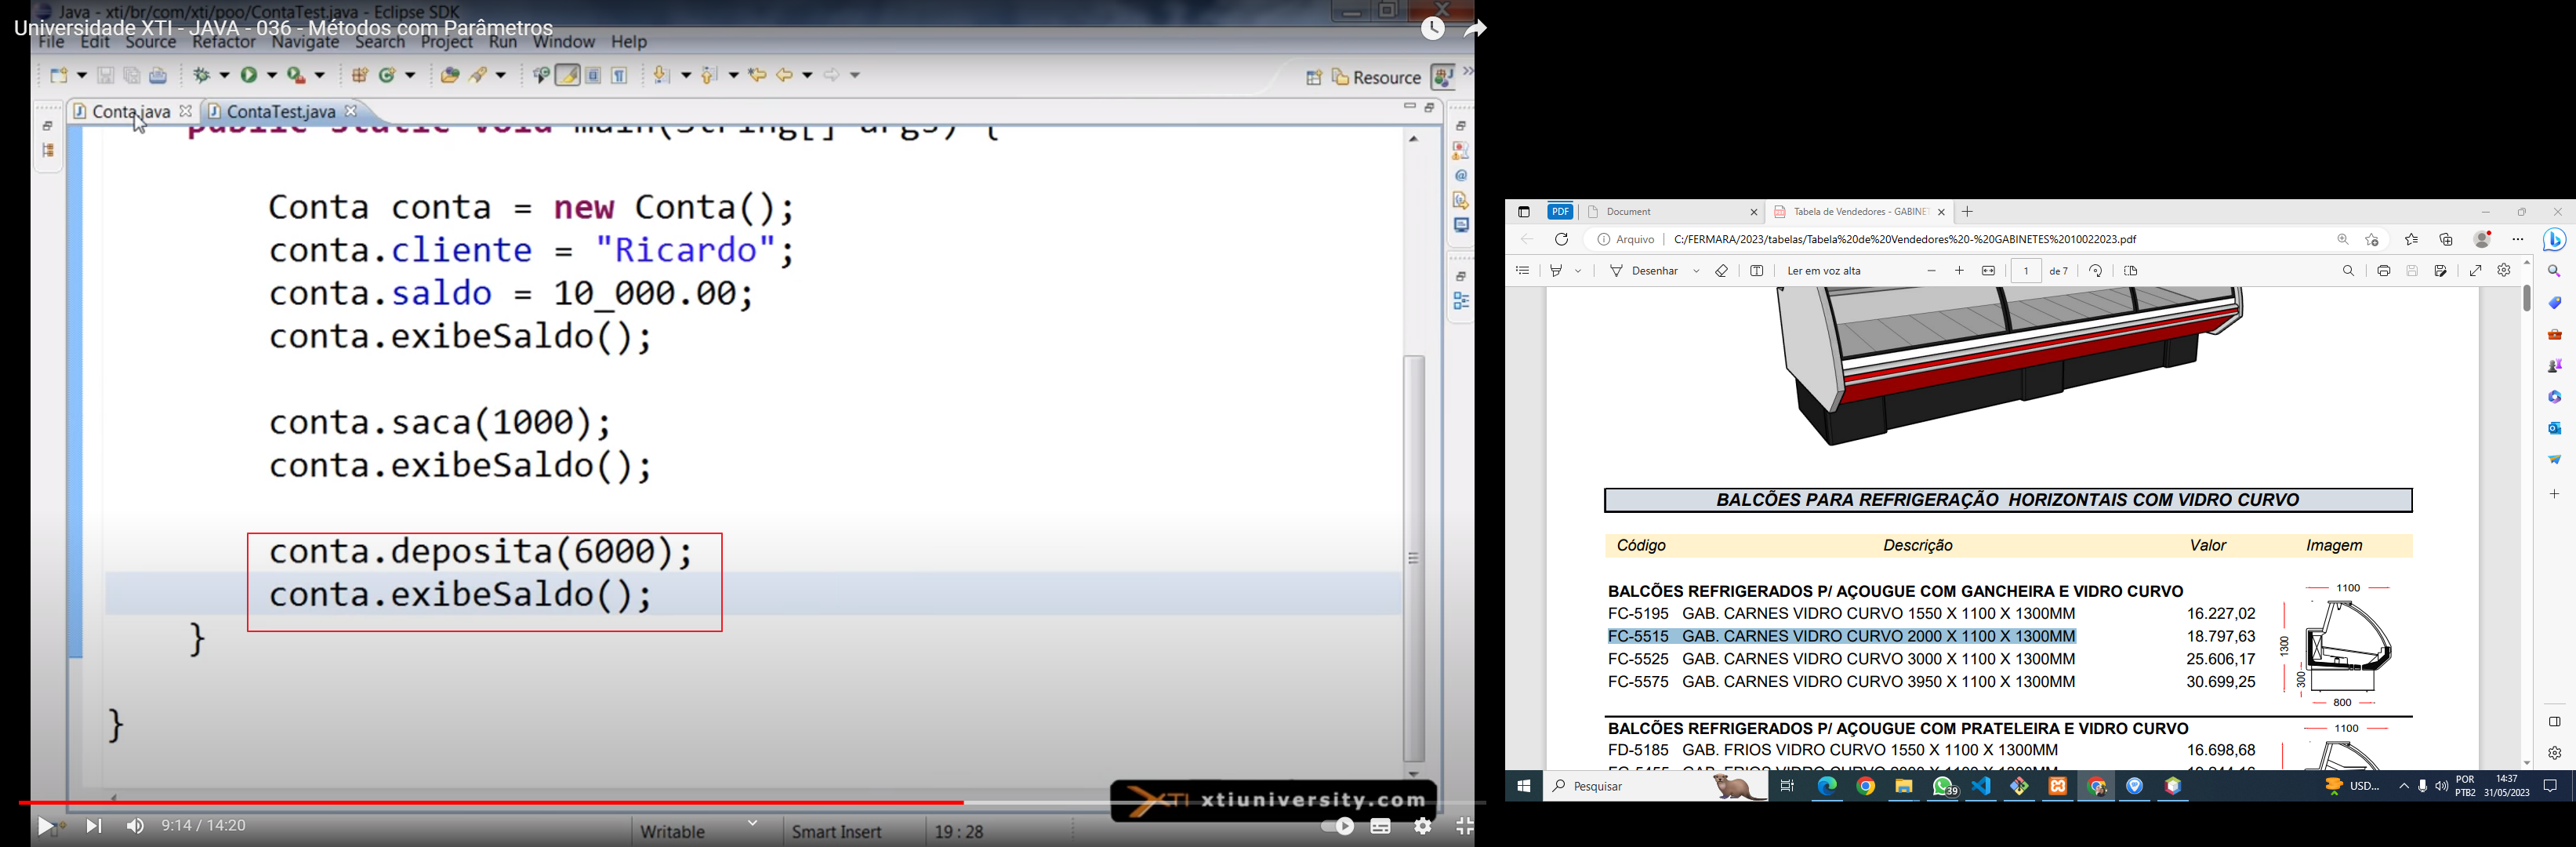 Java - xti/br/com/xti/poo/ContaTest.java - Eclipse SDK
Universidade XTI - JAVA - 036 - Métodos com Parâmetros
File Edit Source Refactor Navigate Search Project Run Window Help
Resource
Conta.java
ContaTest.java
public static void main(String[] args) {
Conta conta = new Conta();
conta.cliente = "Ricardo";
conta.saldo = 10_000.00;
conta.exibeSaldo();
conta.saca(1000);
conta.exibeSaldo();
conta.deposita(6000);
conta.exibeSaldo();
}
}
XTI xtiuniversity.com
9:14 / 14:20
Writable
Smart Insert
19 : 28
PDF
Document
Tabela de Vendedores - GABINE
Arquivo
C:/FERMARA/2023/tabelas/Tabela%20de%20Vendedores%20-%20GABINETES%2010022023.pdf
Desenhar
Ler em voz alta
1
de 7
BALCÕES PARA REFRIGERAÇÃO HORIZONTAIS COM VIDRO CURVO
Código Descrição Valor Imagem
BALCÕES REFRIGERADOS P/ AÇOUGUE COM GANCHEIRA E VIDRO CURVO
FC-5195 GAB. CARNES VIDRO CURVO 1550 X 1100 X 1300MM 16.227,02
FC-5515 GAB. CARNES VIDRO CURVO 2000 X 1100 X 1300MM 18.797,63
FC-5525 GAB. CARNES VIDRO CURVO 3000 X 1100 X 1300MM 25.606,17
FC-5575 GAB. CARNES VIDRO CURVO 3950 X 1100 X 1300MM 30.699,25
1100
1300
300
800
BALCÕES REFRIGERADOS P/ AÇOUGUE COM PRATELEIRA E VIDRO CURVO
FD-5185 GAB. FRIOS VIDRO CURVO 1550 X 1100 X 1300MM 16.698,68
1100
Pesquisar
39
USD...
POR
PTB2
14:37
31/05/2023